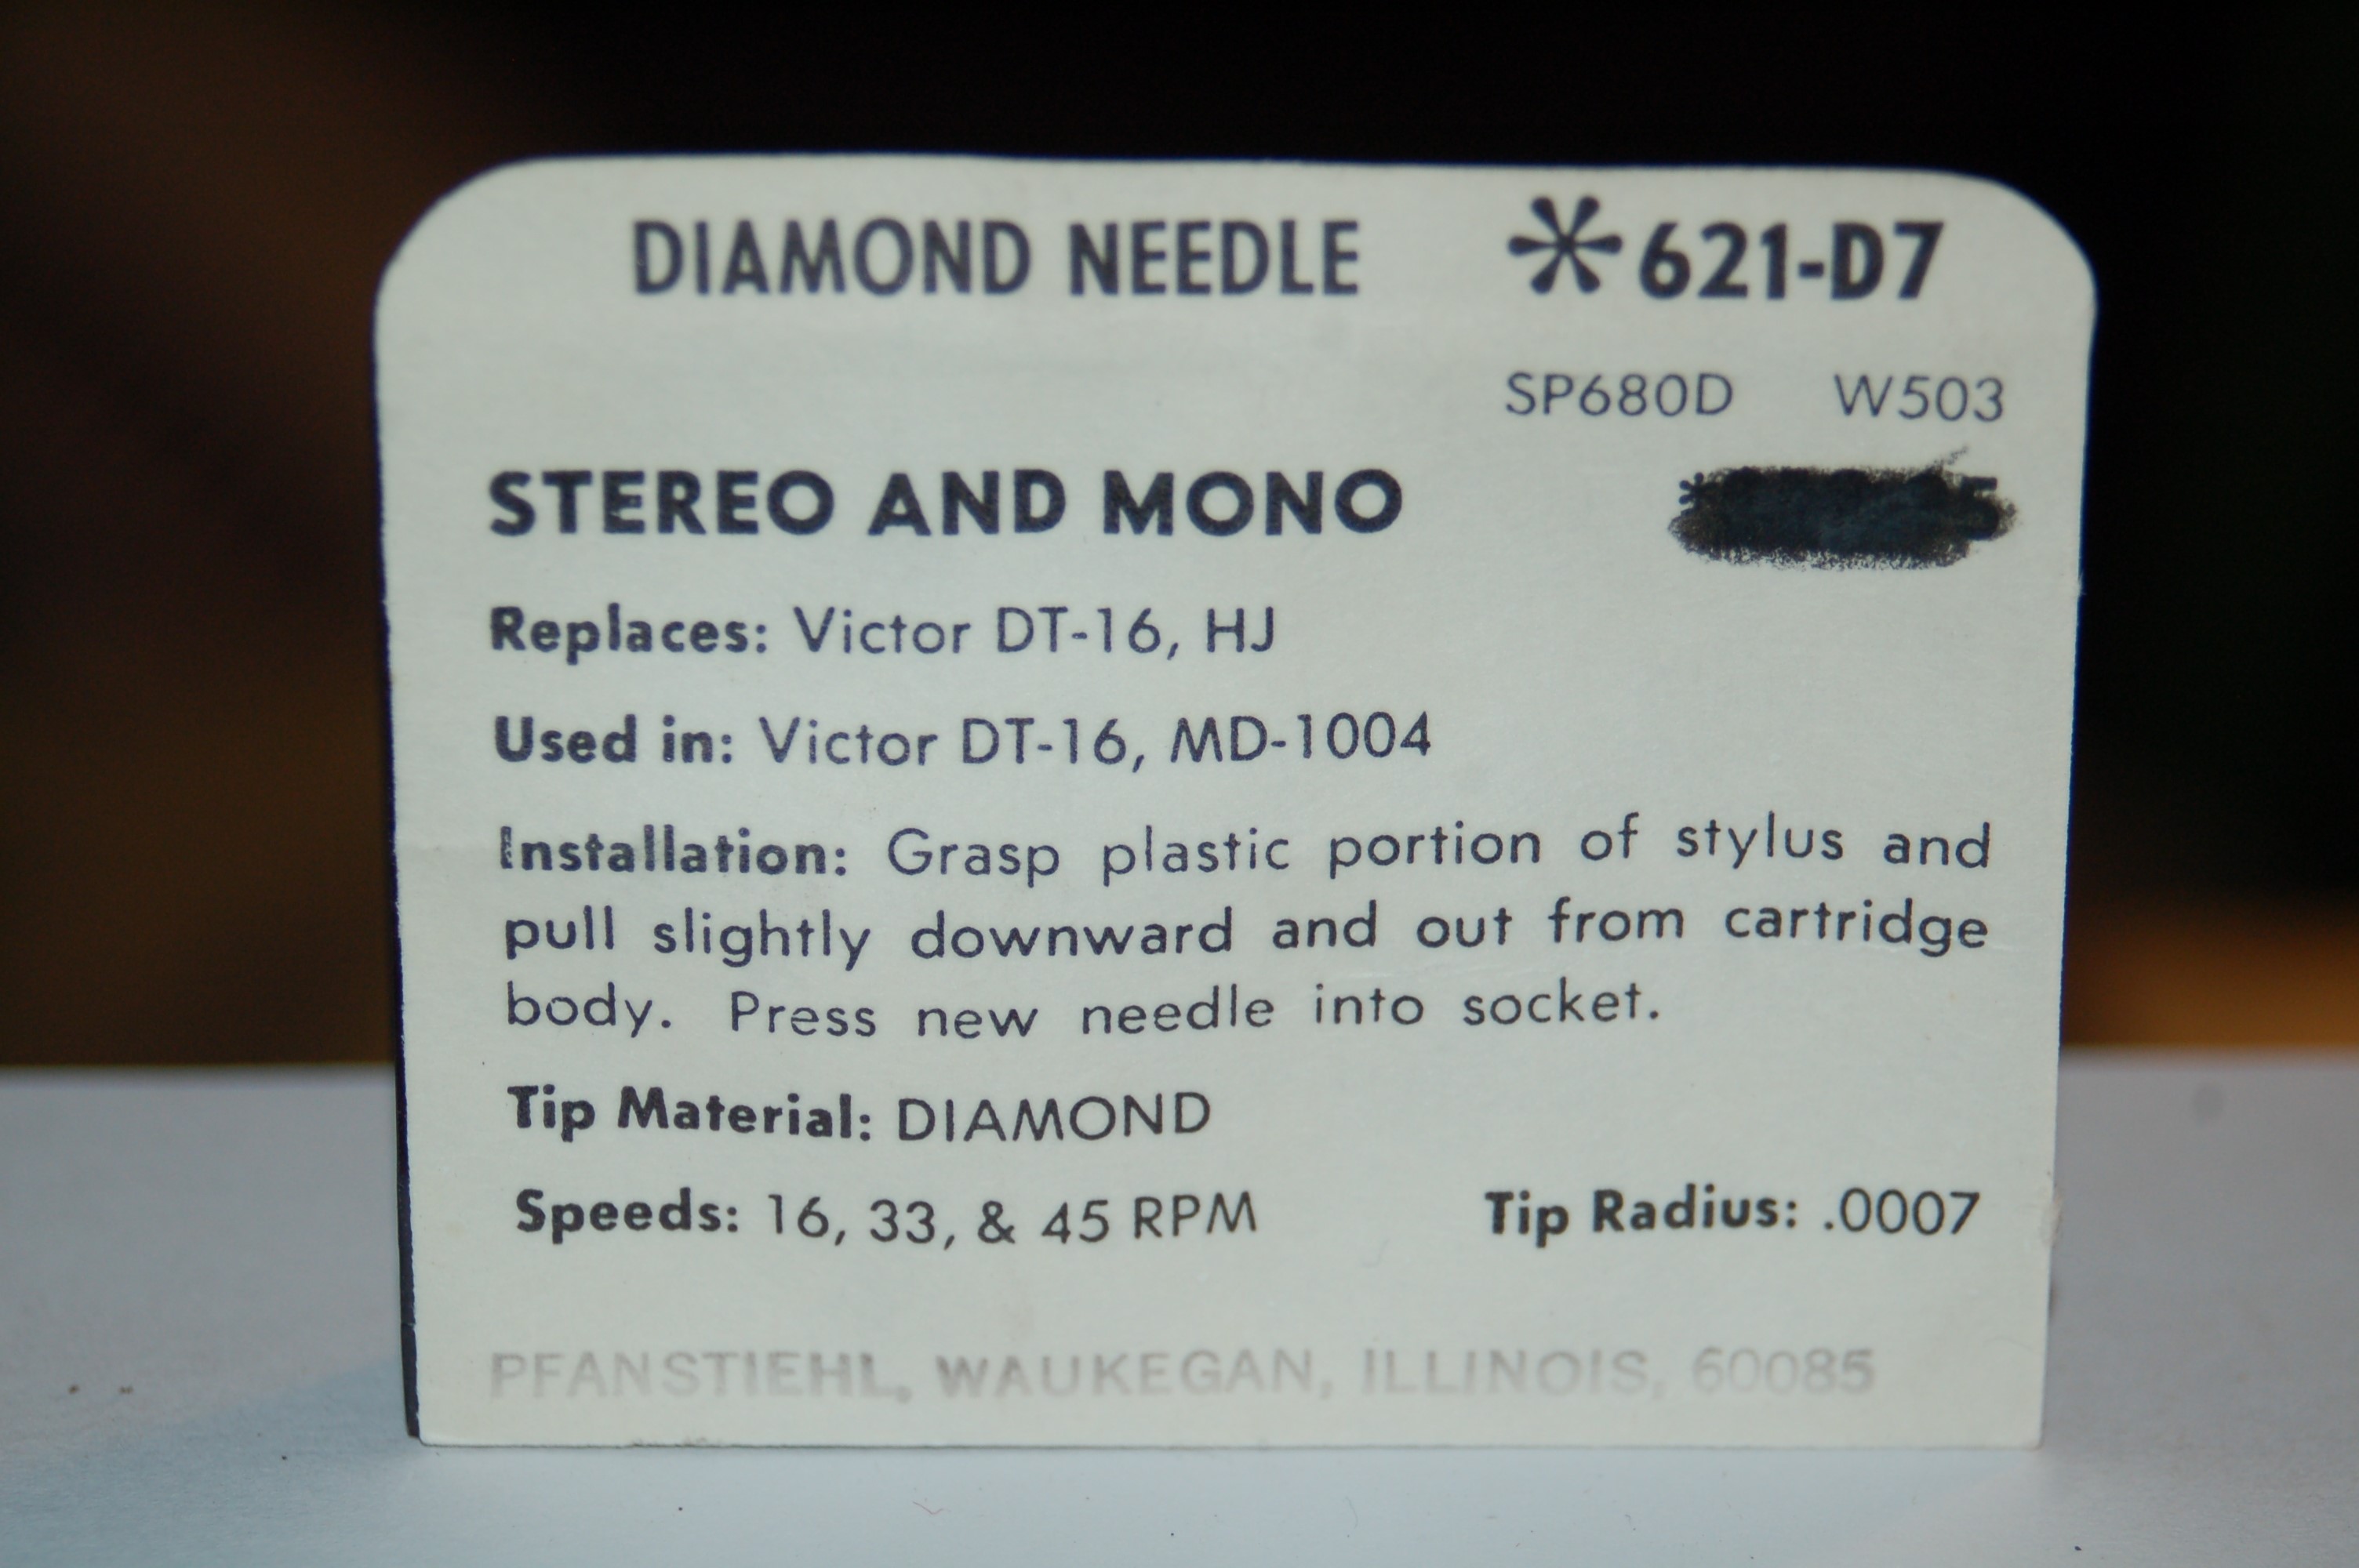 DIAMOND NEEDLE *621-D7
SP680D W503
STEREO AND MONO
Replaces: Victor DT-16, HJ
Used in: Victor DT-16, MD-1004
Installation: Grasp plastic portion of stylus and
pull slightly downward and out from cartridge
body. Press new needle into socket.
Tip Material: DIAMOND
Speeds: 16, 33, & 45 RPM Tip Radius: .0007
PFANSTIEHL, WAUKEGAN, ILLINOIS, 60085